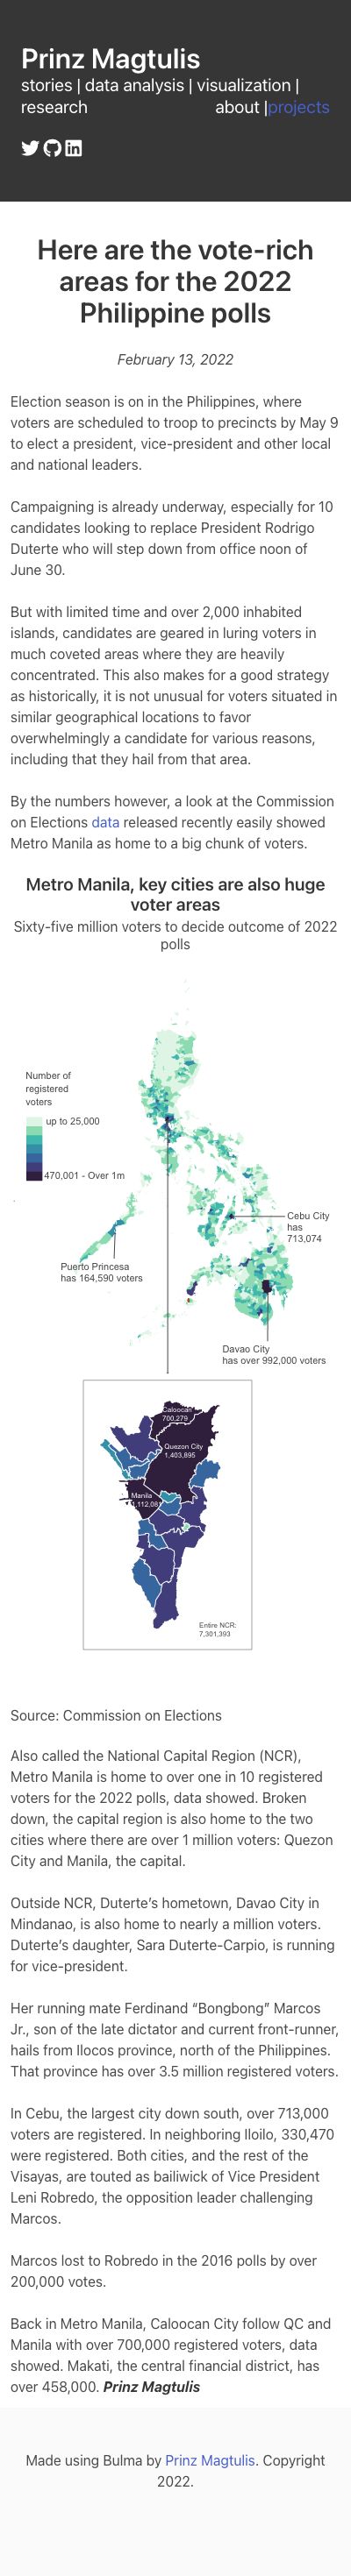 Prinz Magtulis
stories | data analysis | visualization |
research about |projects
Here are the vote-rich
areas for the 2022
Philippine polls
February 13, 2022
Election season is on in the Philippines, where
voters are scheduled to troop to precincts by May 9
to elect a president, vice-president and other local
and national leaders.
Campaigning is already underway, especially for 10
candidates looking to replace President Rodrigo
Duterte who will step down from office noon of
June 30.
But with limited time and over 2,000 inhabited
islands, candidates are geared in luring voters in
much coveted areas where they are heavily
concentrated. This also makes for a good strategy
as historically, it is not unusual for voters situated in
similar geographical locations to favor
overwhelmingly a candidate for various reasons,
including that they hail from that area.
By the numbers however, a look at the Commission
on Elections data released recently easily showed
Metro Manila as home to a big chunk of voters.
Metro Manila, key cities are also huge
voter areas
Sixty-five million voters to decide outcome of 2022
polls
Number of
registered
voters
up to 25,000
470,001 - Over 1m
Cebu City
has
713,074
Puerto Princesa
has 164,590 voters
Davao City
has over 992,000 voters
Caloocan
700,279
Quezon City
1,403,895
Manila
Entire NCR:
7,301,393
Source: Commission on Elections
Also called the National Capital Region (NCR),
Metro Manila is home to over one in 10 registered
voters for the 2022 polls, data showed. Broken
down, the capital region is also home to the two
cities where there are over 1 million voters: Quezon
City and Manila, the capital.
Outside NCR, Duterte’s hometown, Davao City in
Mindanao, is also home to nearly a million voters.
Duterte’s daughter, Sara Duterte-Carpio, is running
for vice-president.
Her running mate Ferdinand “Bongbong” Marcos
Jr., son of the late dictator and current front-runner,
hails from Ilocos province, north of the Philippines.
That province has over 3.5 million registered voters.
In Cebu, the largest city down south, over 713,000
voters are registered. In neighboring Iloilo, 330,470
were registered. Both cities, and the rest of the
Visayas, are touted as bailiwick of Vice President
Leni Robredo, the opposition leader challenging
Marcos.
Marcos lost to Robredo in the 2016 polls by over
200,000 votes.
Back in Metro Manila, Caloocan City follow QC and
Manila with over 700,000 registered voters, data
showed. Makati, the central financial district, has
over 458,000. Prinz Magtulis
Made using Bulma by Prinz Magtulis. Copyright
2022.